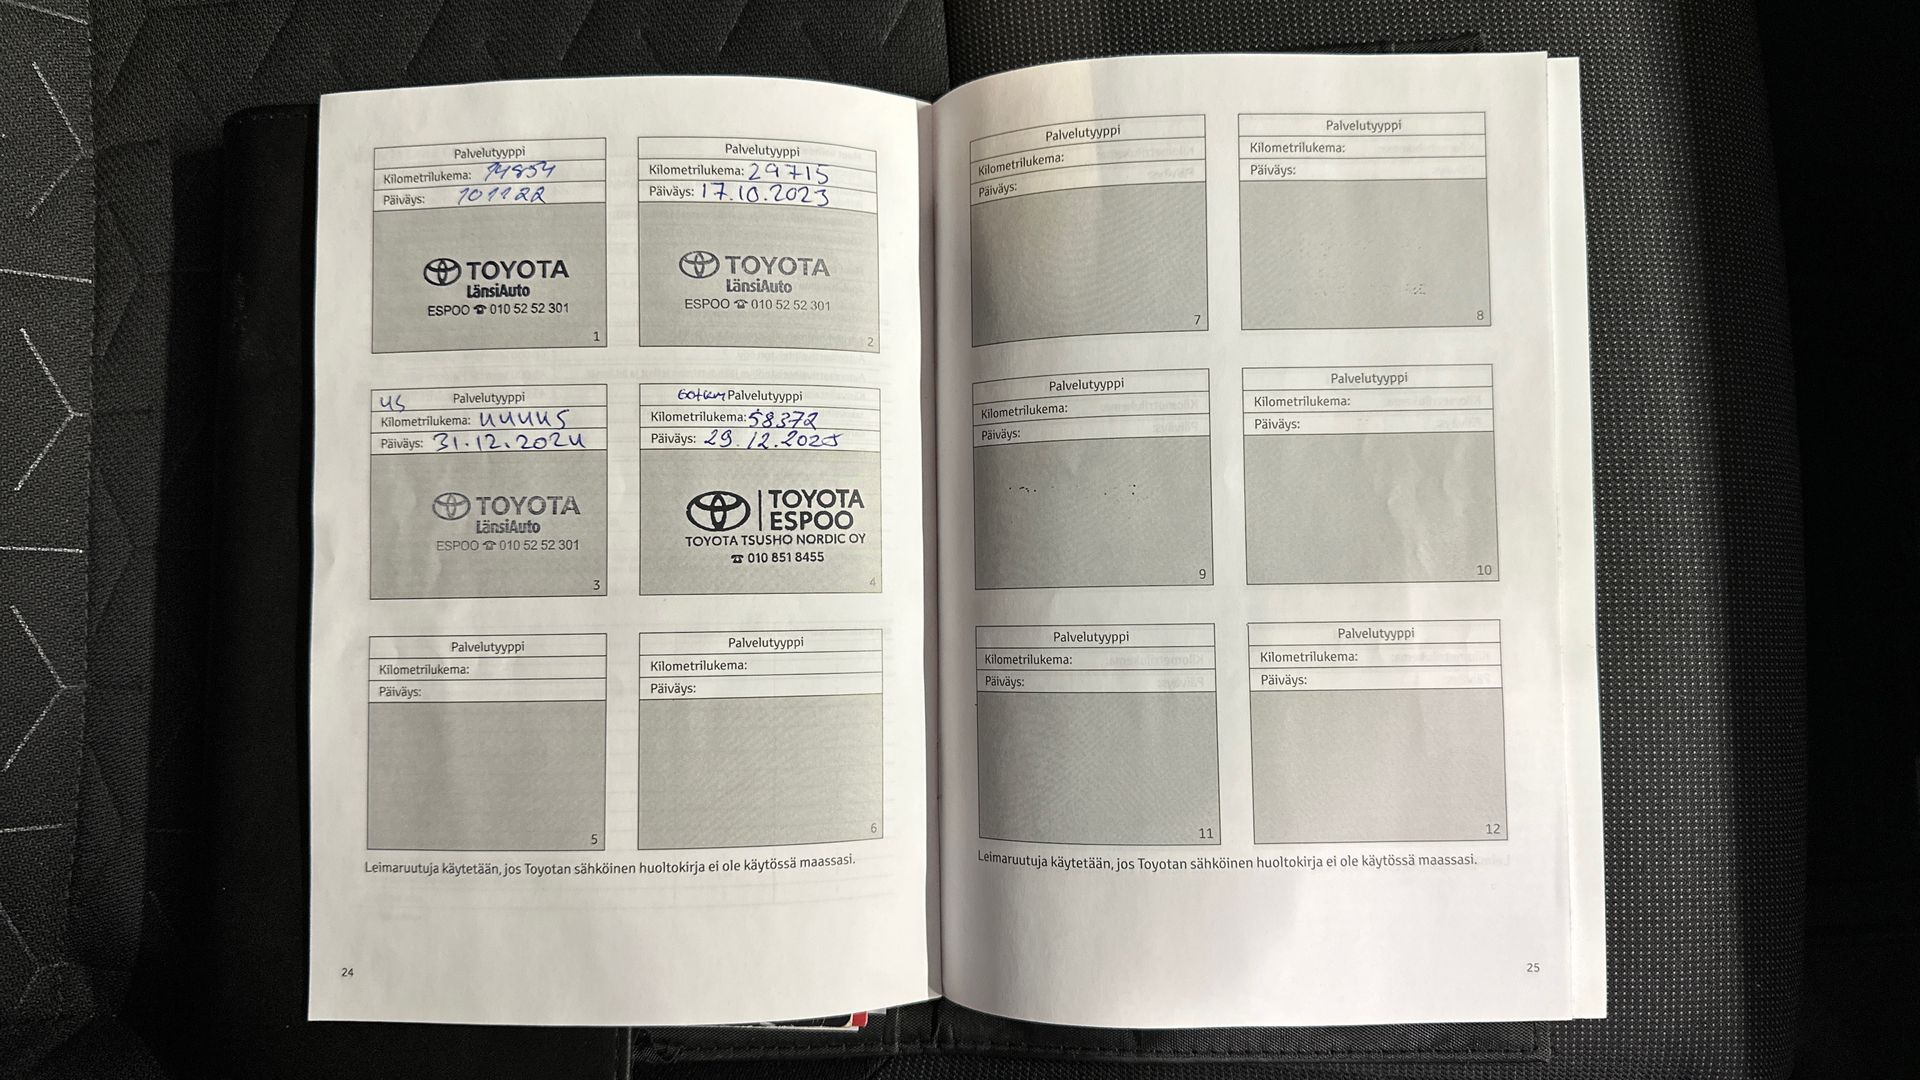 Palvelutyyppi
Kilometrilukema: 14854
Päiväys: 101122
TOYOTA
LänsiAuto
ESPOO ☎ 010 52 52 301
1
Palvelutyyppi
Kilometrilukema: 29715
Päiväys: 17.10.2023
TOYOTA
LänsiAuto
ESPOO ☎ 010 52 52 301
2
45 Palvelutyyppi
Kilometrilukema: 44445
Päiväys: 31.12.2024
TOYOTA
LänsiAuto
ESPOO ☎ 010 52 52 301
3
Palvelutyyppi
Kilometrilukema: 58372
Päiväys: 29.12.2025
TOYOTA
ESPOO
TOYOTA TSUSHO NORDIC OY
☎ 010 851 8455
4
Palvelutyyppi
Kilometrilukema:
Päiväys:
5
Palvelutyyppi
Kilometrilukema:
Päiväys:
6
Leimaruutuja käytetään, jos Toyotan sähköinen huoltokirja ei ole käytössä maassasi.
24
Palvelutyyppi
Kilometrilukema:
Päiväys:
7
Palvelutyyppi
Kilometrilukema:
Päiväys:
8
Palvelutyyppi
Kilometrilukema:
Päiväys:
9
Palvelutyyppi
Kilometrilukema:
Päiväys:
10
Palvelutyyppi
Kilometrilukema:
Päiväys:
11
Palvelutyyppi
Kilometrilukema:
Päiväys:
12
Leimaruutuja käytetään, jos Toyotan sähköinen huoltokirja ei ole käytössä maassasi.
25